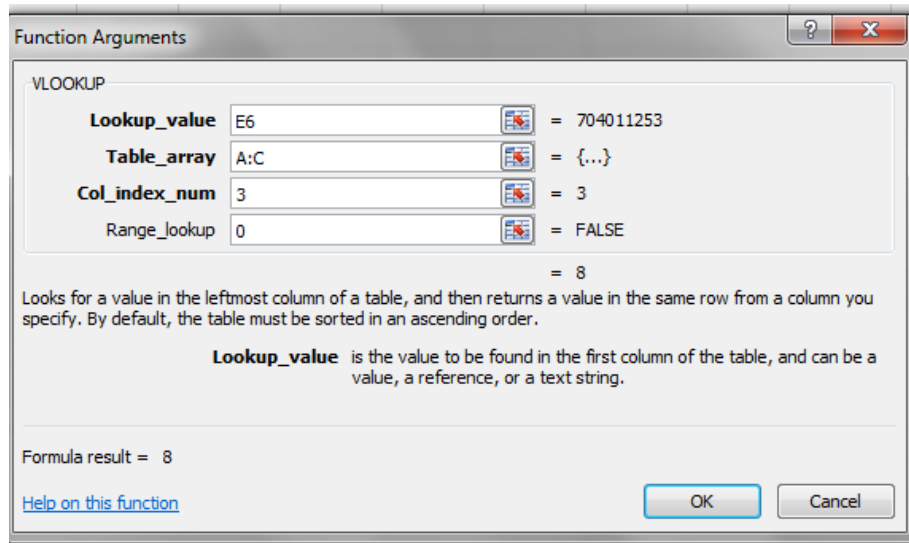 Function Arguments
VLOOKUP
Lookup_value E6 = 704011253
Table_array A:C = {...}
Col_index_num 3 = 3
Range_lookup 0 = FALSE
= 8
Looks for a value in the leftmost column of a table, and then returns a value in the same row from a column you
specify. By default, the table must be sorted in an ascending order.
Lookup_value is the value to be found in the first column of the table, and can be a
value, a reference, or a text string.
Formula result = 8
Help on this function OK Cancel